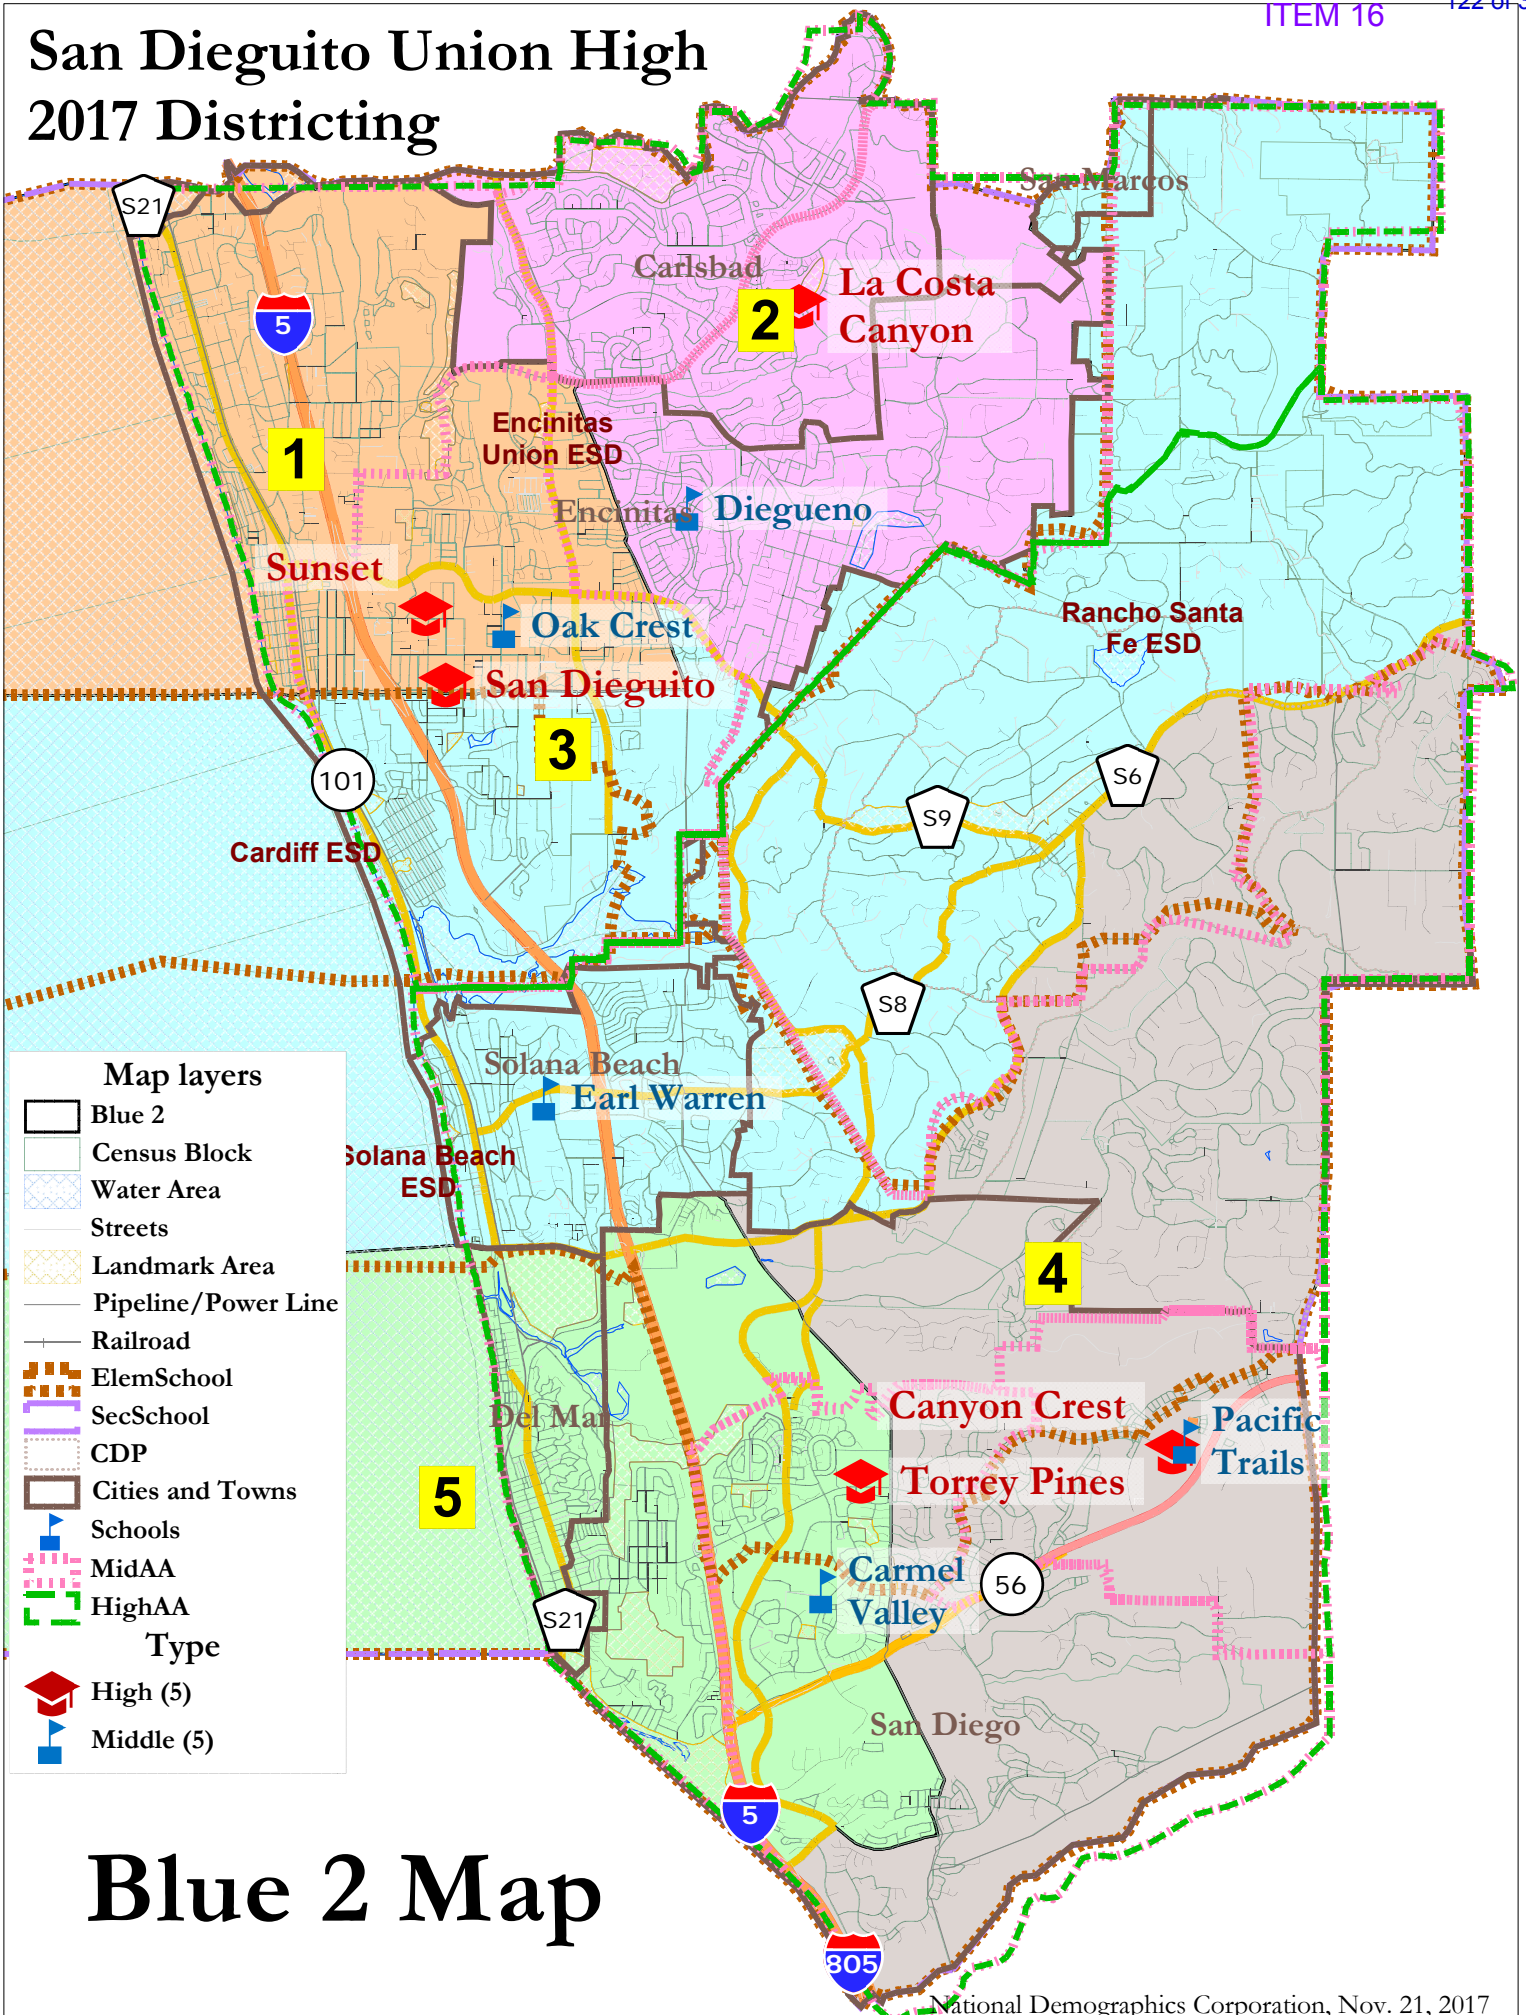 ITEM 16
San Dieguito Union High
2017 Districting
S21
San Marcos
Carlsbad
La Costa
Canyon
2
5
1
Encinitas
Union ESD
Encinitas
Diegueno
Sunset
Oak Crest
San Dieguito
Rancho Santa
Fe ESD
3
101
S6
S9
Cardiff ESD
S8
Solana Beach
Earl Warren
Solana Beach
ESD
Map layers
Blue 2
Census Block
Water Area
Streets
Landmark Area
Pipeline/Power Line
Railroad
ElemSchool
SecSchool
CDP
Cities and Towns
Schools
MidAA
HighAA
Type
High (5)
Middle (5)
4
Del Mar
Canyon Crest
Pacific
Trails
Torrey Pines
5
Carmel
Valley
56
S21
San Diego
5
805
Blue 2 Map
National Demographics Corporation, Nov. 21, 2017